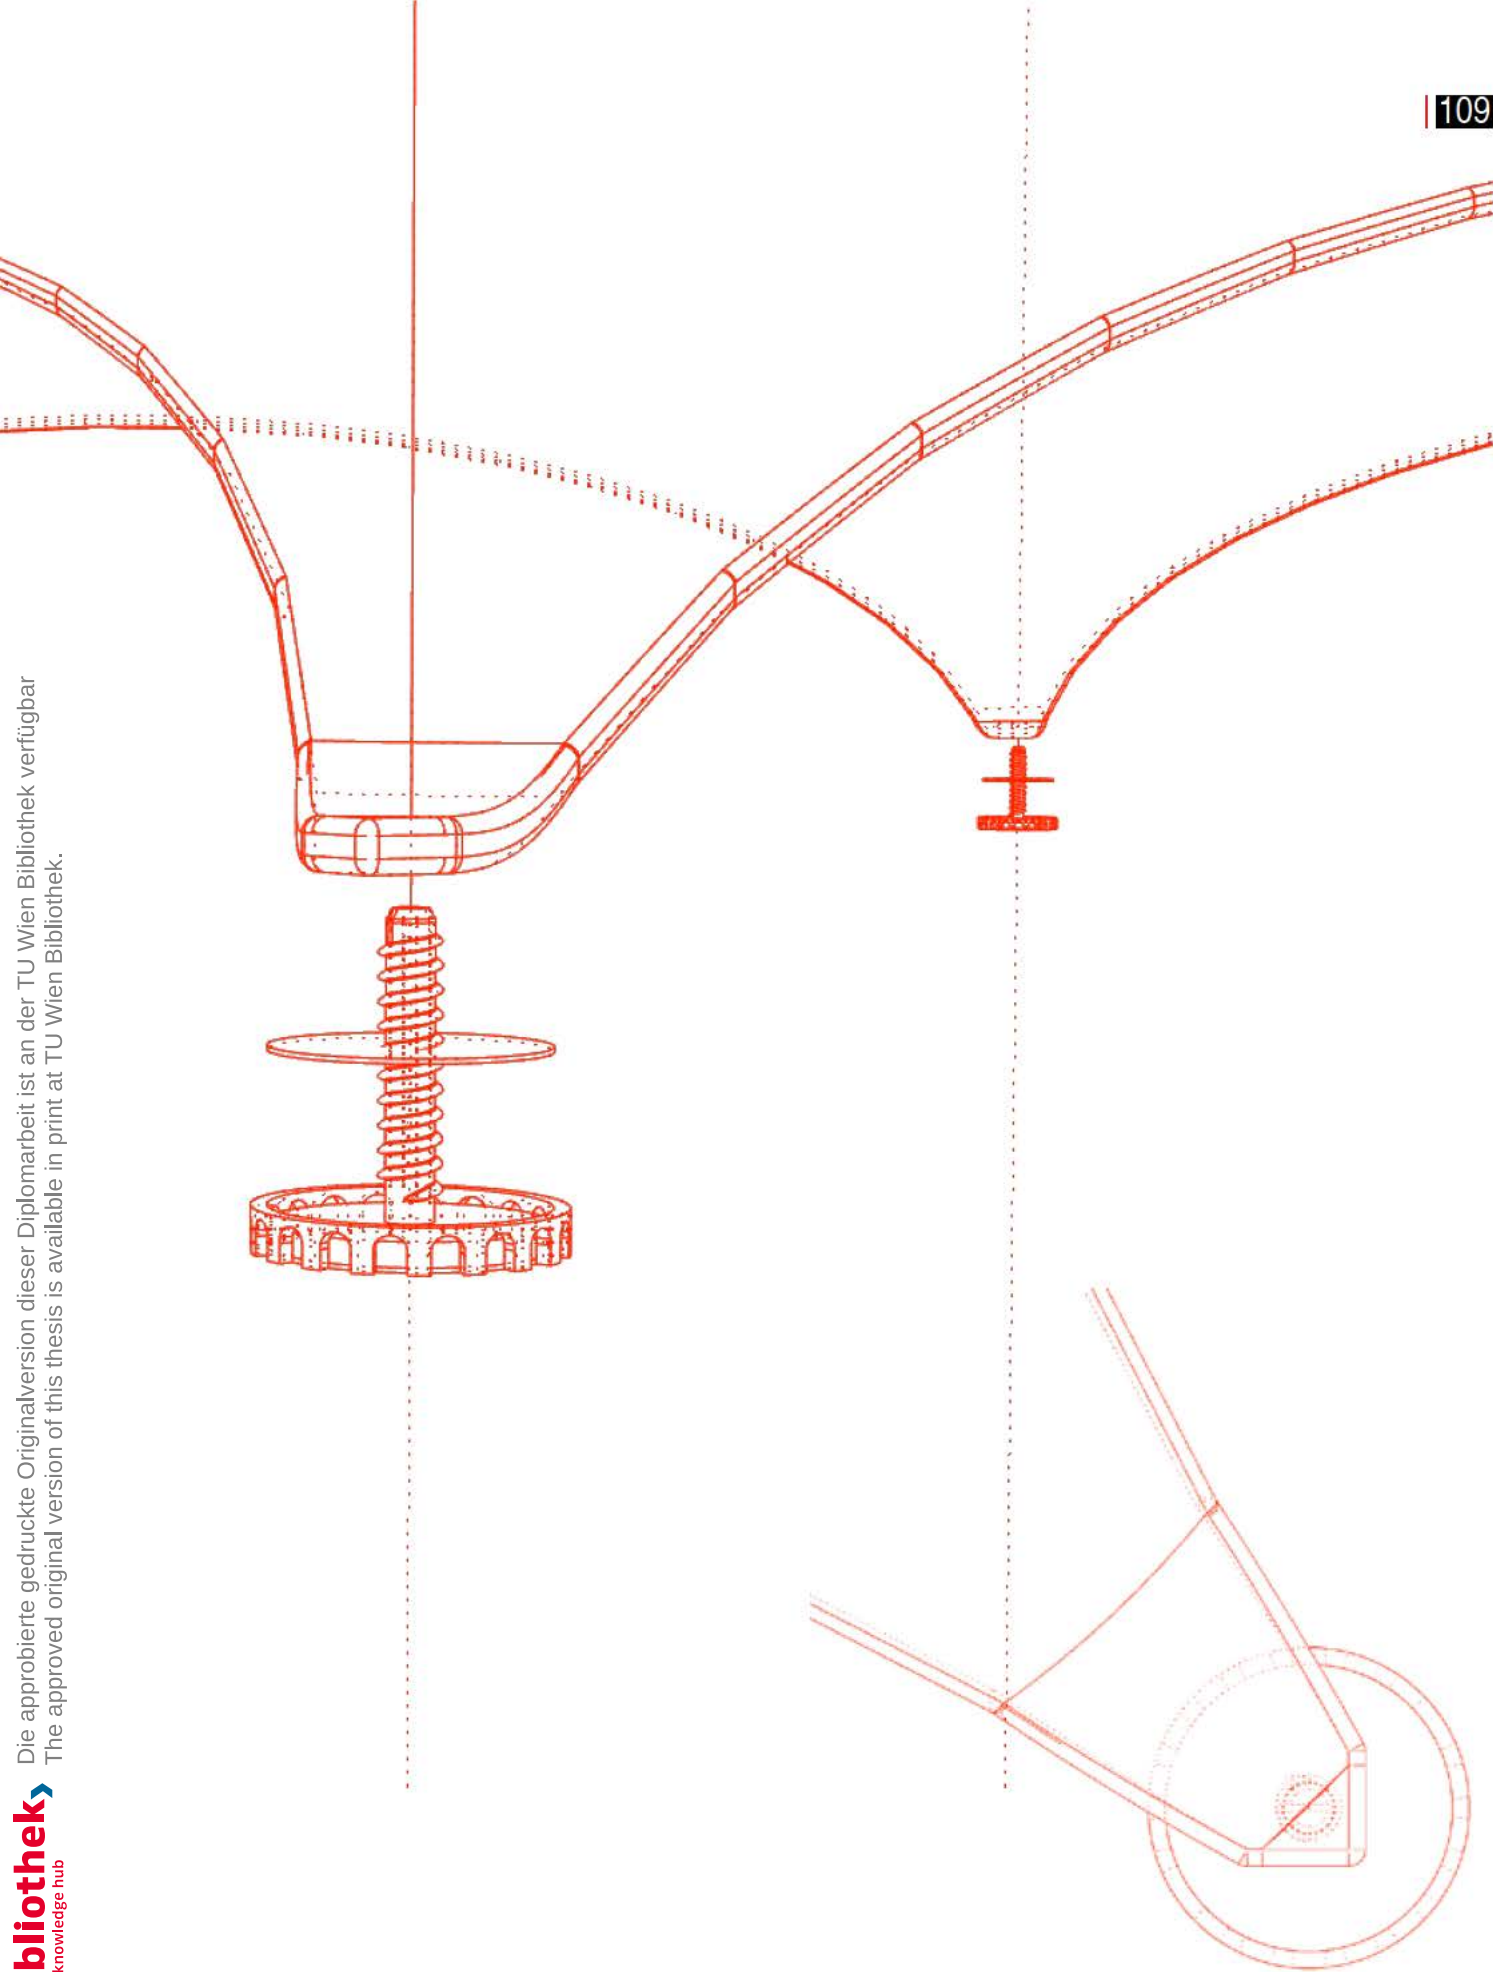 109
Die approbierte gedruckte Originalversion dieser Diplomarbeit ist an der TU Wien Bibliothek verfügbar
The approved original version of this thesis is available in print at TU Wien Bibliothek.
bliothek
knowledge hub